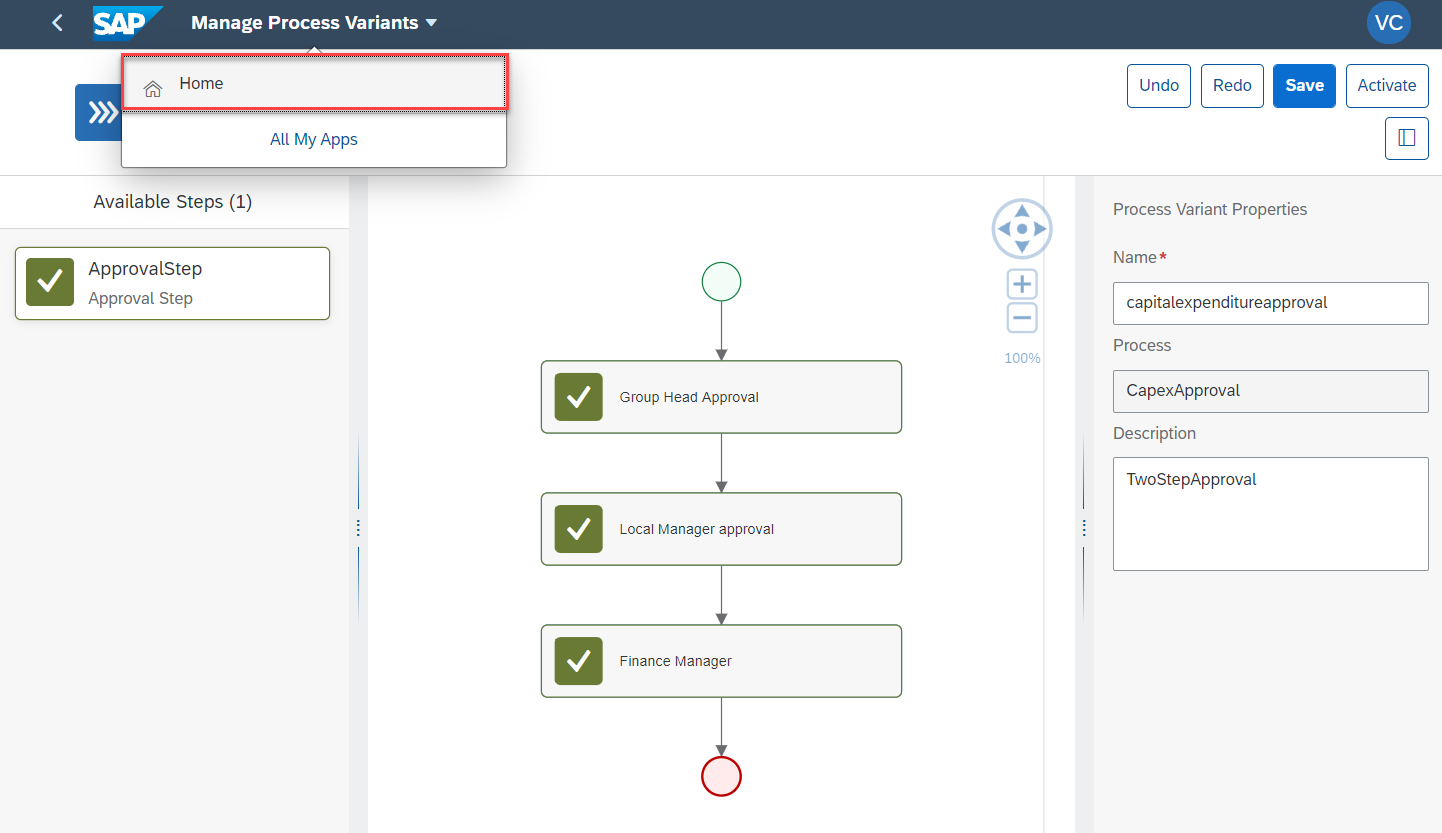 SAP
Manage Process Variants
VC
Home
All My Apps
Undo
Redo
Save
Activate
Available Steps (1)
ApprovalStep
Approval Step
100%
Group Head Approval
Local Manager approval
Finance Manager
Process Variant Properties
Name*
capitalexpenditureapproval
Process
CapexApproval
Description
TwoStepApproval